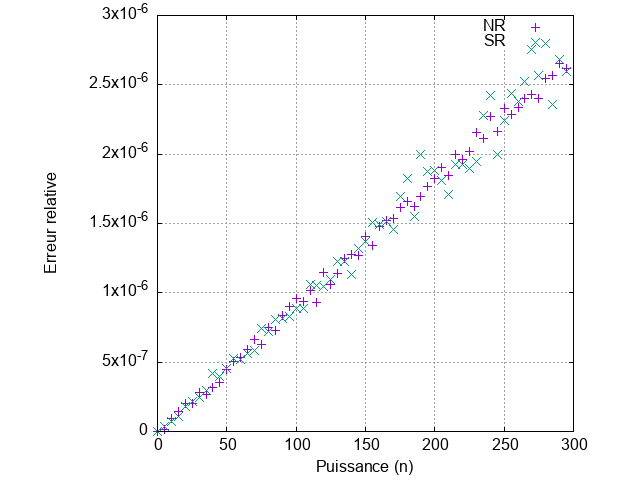 3x10-6
NR
SR
2.5x10-6
2x10-6
1.5x10-6
1x10-6
5x10-7
0
Erreur relative
0 50 100 150 200 250 300
Puissance (n)